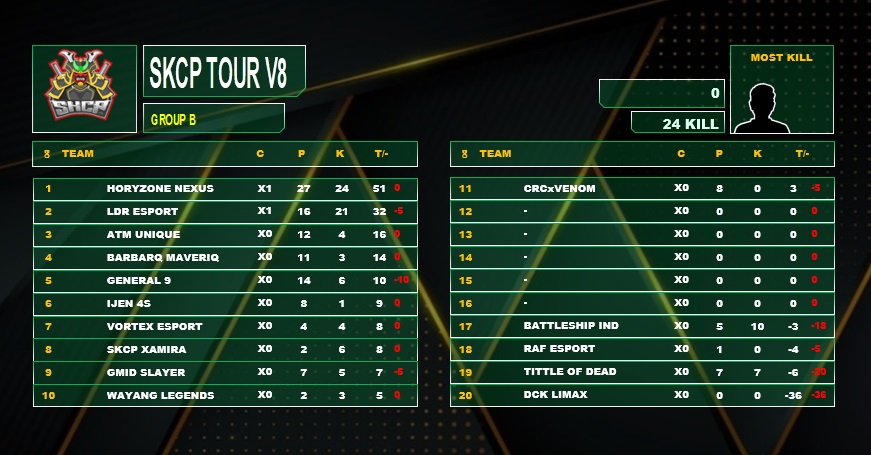 SKCP
SKCP TOUR V8
GROUP B
MOST KILL
0
24 KILL
TEAM C P K T/-
1 HORYZONE NEXUS X1 27 24 51 0
2 LDR ESPORT X1 16 21 32 -5
3 ATM UNIQUE X0 12 4 16 0
4 BARBARQ MAVERIQ X0 11 3 14 0
5 GENERAL 9 X0 14 6 10 -10
6 IJEN 4S X0 8 1 9 0
7 VORTEX ESPORT X0 4 4 8 0
8 SKCP XAMIRA X0 2 6 8 0
9 GMID SLAYER X0 7 5 7 -5
10 WAYANG LEGENDS X0 2 3 5 0
TEAM C P K T/-
11 CRCxVENOM X0 8 0 3 -5
12 - X0 0 0 0 0
13 - X0 0 0 0 0
14 - X0 0 0 0 0
15 - X0 0 0 0 0
16 - X0 0 0 0 0
17 BATTLESHIP IND X0 5 10 -3 -18
18 RAF ESPORT X0 1 0 -4 -5
19 TITTLE OF DEAD X0 7 7 -6 -20
20 DCK LIMAX X0 0 0 -36 -36